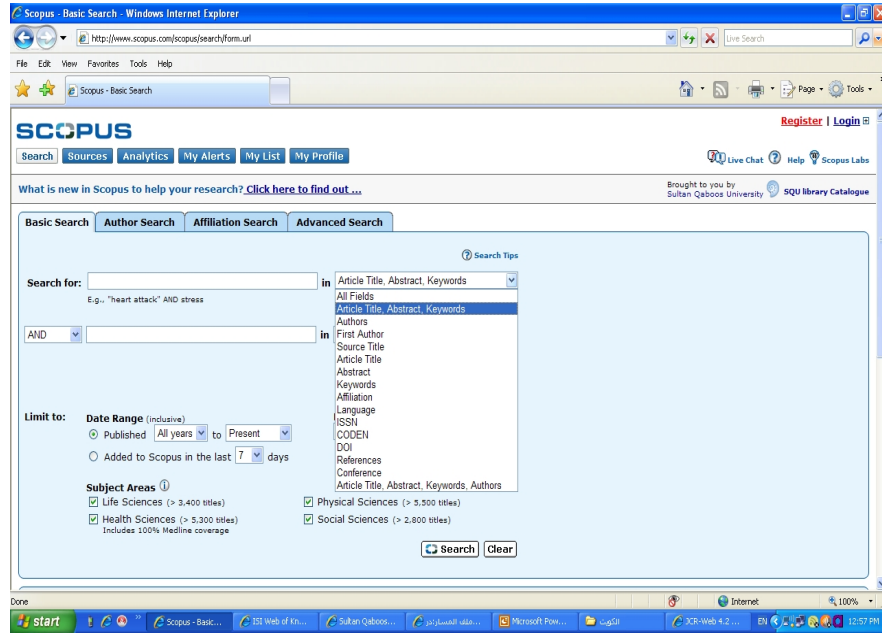 Scopus - Basic Search - Windows Internet Explorer
http://www.scopus.com/scopus/search/form.url
Live Search
File Edit View Favorites Tools Help
Scopus - Basic Search
Page
Tools
SCOPUS
Register | Login
Search Sources Analytics My Alerts My List My Profile
Live Chat Help Scopus Labs
What is new in Scopus to help your research? Click here to find out ...
Brought to you by
Sultan Qaboos University
SQU library Catalogue
Basic Search Author Search Affiliation Search Advanced Search
Search Tips
Search for: in Article Title, Abstract, Keywords
E.g., "heart attack" AND stress
All Fields
Article Title, Abstract, Keywords
Authors
AND in First Author
Source Title
Article Title
Abstract
Keywords
Affiliation
Language
ISSN
CODEN
DOI
References
Conference
Article Title, Abstract, Keywords, Authors
Limit to: Date Range (inclusive)
Published All years to Present
Added to Scopus in the last 7 days
Subject Areas
Life Sciences (> 3,400 titles) Physical Sciences (> 5,500 titles)
Health Sciences (> 5,300 titles) Social Sciences (> 2,800 titles)
Includes 100% Medline coverage
Search Clear
Done Internet 100%
start Scopus - Basic... ISI Web of Kn... Sultan Qaboos... ملف المسار:در... Microsoft Pow... الكويت JCR-Web 4.2 ... EN 12:57 PM